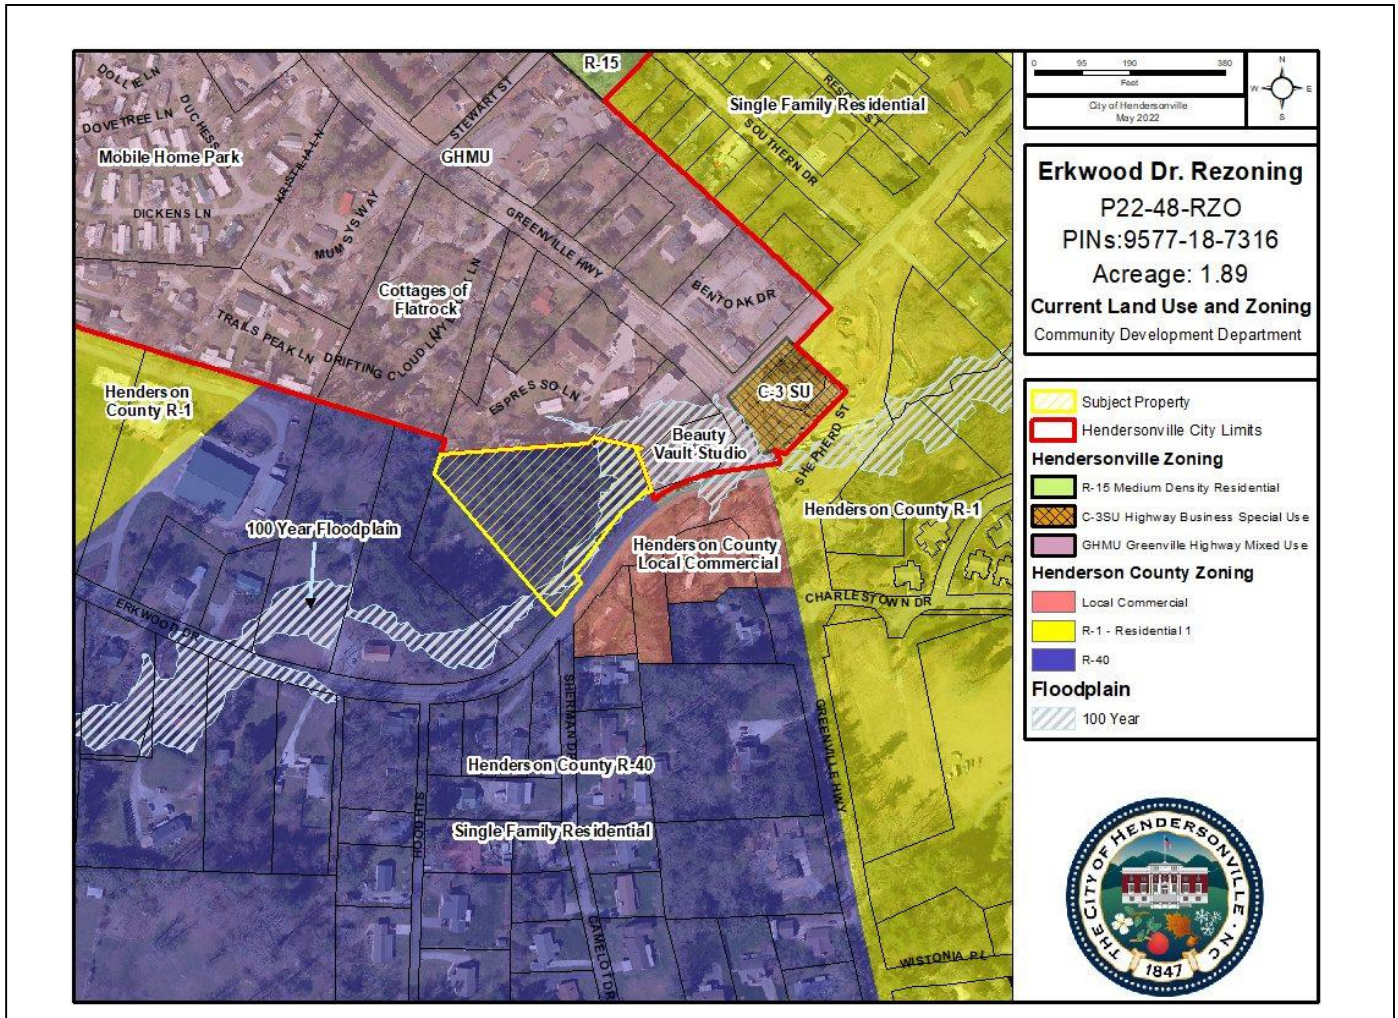 R-15
DOLLIE LN
DOVETREE LN
DUCHESS
Mobile Home Park
KRISTILIA LN
STEWART ST
GHMU
Single Family Residential
SOUTHERN DR
DICKENS LN
MUMSYS WAY
GREENVILLE HWY
BENTOAK DR
Cottages of
Flatrock
TRAILS PEAK LN
DRIFTING CLOUD LN
ESPRESSO LN
C-3 SU
SHEPHERD ST
Henderson
County R-1
Beauty
Vault Studio
100 Year Floodplain
Henderson County R-1
Henderson County
Local Commercial
CHARLESTOWN DR
ERKWOOD DR
SHERMAN DR
GREENVILLE HWY
Henderson County R-40
HOOD HTS
Single Family Residential
CAMELOT DR
WISTONIA PL
0 95 190 380
Feet
City of Hendersonville
May 2022
N
W E
S
Erkwood Dr. Rezoning
P22-48-RZO
PINs:9577-18-7316
Acreage: 1.89
Current Land Use and Zoning
Community Development Department
Subject Property
Hendersonville City Limits
Hendersonville Zoning
R-15 Medium Density Residential
C-3SU Highway Business Special Use
GHMU Greenville Highway Mixed Use
Henderson County Zoning
Local Commercial
R-1 - Residential 1
R-40
Floodplain
100 Year
THE CITY OF HENDERSONVILLE · NC
1847